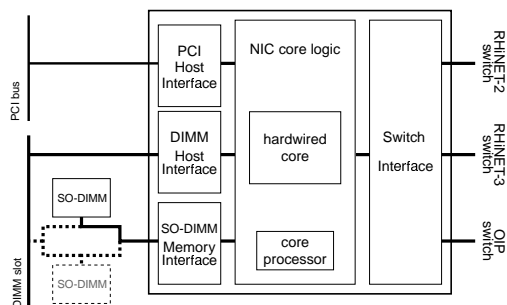 PCI bus
DIMM slot
SO-DIMM
SO-DIMM
PCI
Host
Interface
DIMM
Host
Interface
SO-DIMM
Memory
Interface
NIC core logic
hardwired
core
core
processor
Switch
Interface
RHiNET-2
switch
RHiNET-3
switch
OIP
switch